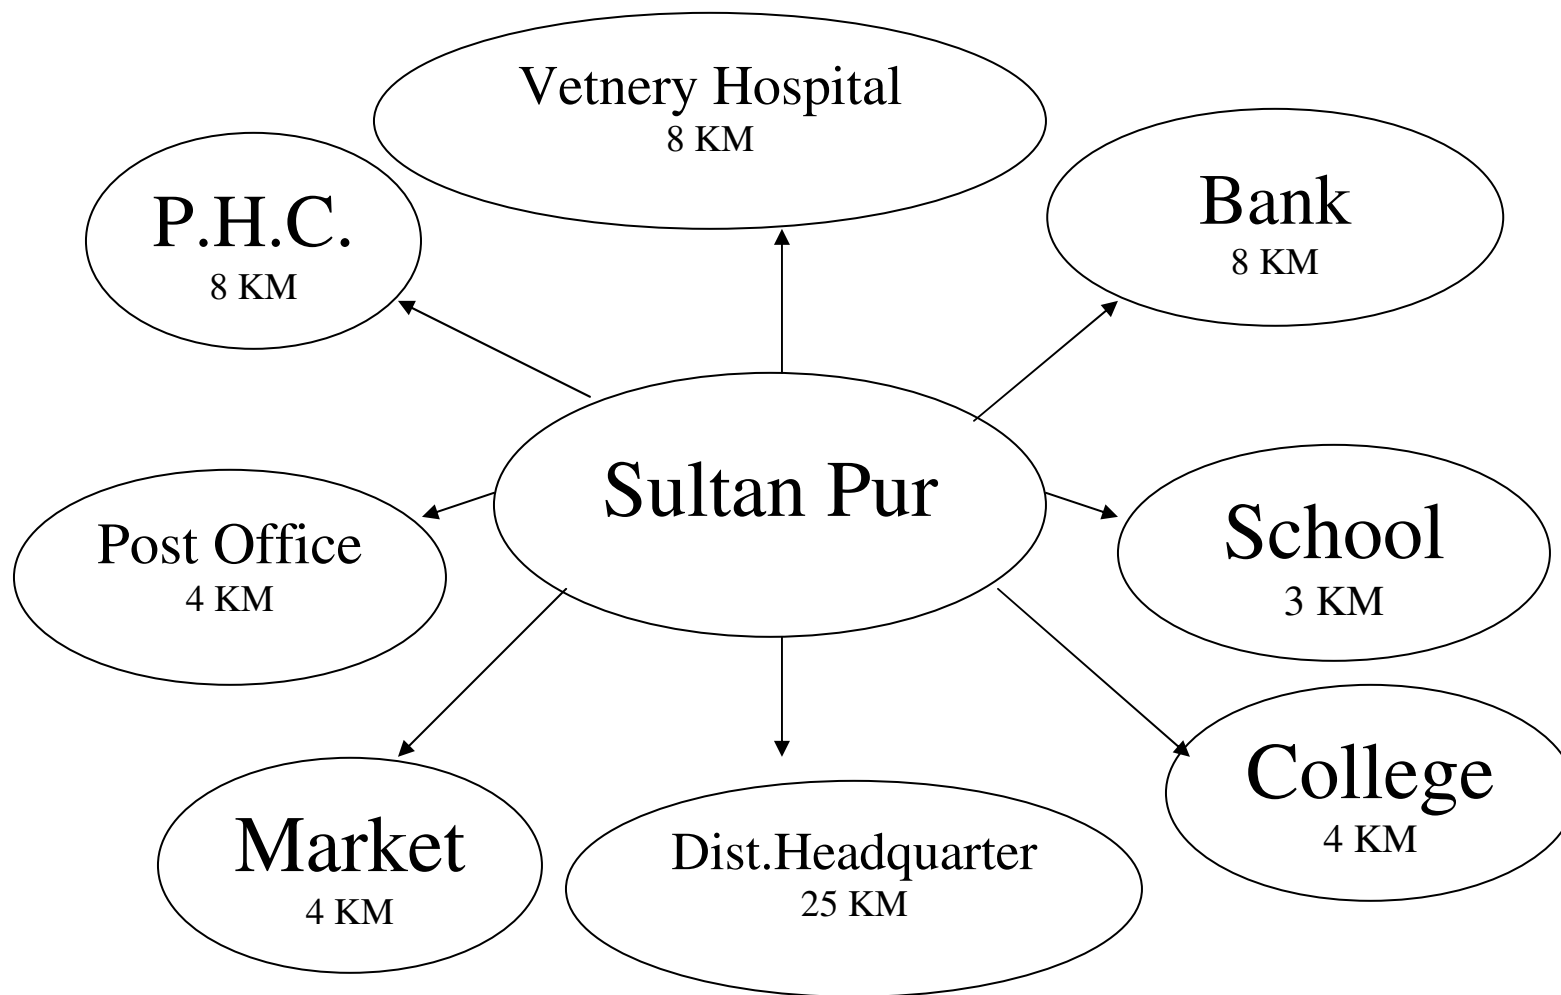 Vetnery Hospital
8 KM
P.H.C.
8 KM
Bank
8 KM
Sultan Pur
Post Office
4 KM
School
3 KM
Market
4 KM
Dist.Headquarter
25 KM
College
4 KM